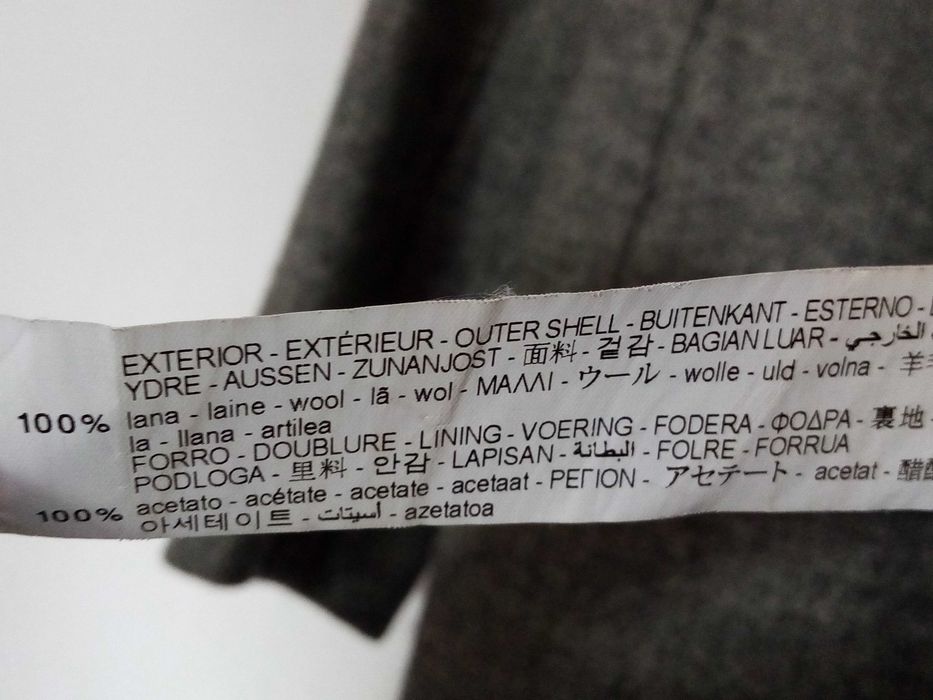 EXTERIOR - EXTÉRIEUR - OUTER SHELL - BUITENKANT - ESTERNO -
YDRE - AUSSEN - ZUNANJOST - 面料 - 겉감 - BAGIAN LUAR - الخارجي
100% lana - laine - wool - lã - wol - ΜΑΛΛΙ - ウール - wolle - uld - volna - 羊
la - llana - artilea
FORRO - DOUBLURE - LINING - VOERING - FODERA - ΦΟΔΡΑ - 裏地 -
PODLOGA - 里料 - 안감 - LAPISAN - البطانة - FOLRE - FORRUA
100% acetato - acétate - acetate - acetaat - ΡΕΓΙΟΝ - アセテート - acetat - 醋
아세테이트 - أسيتات - azetatoa